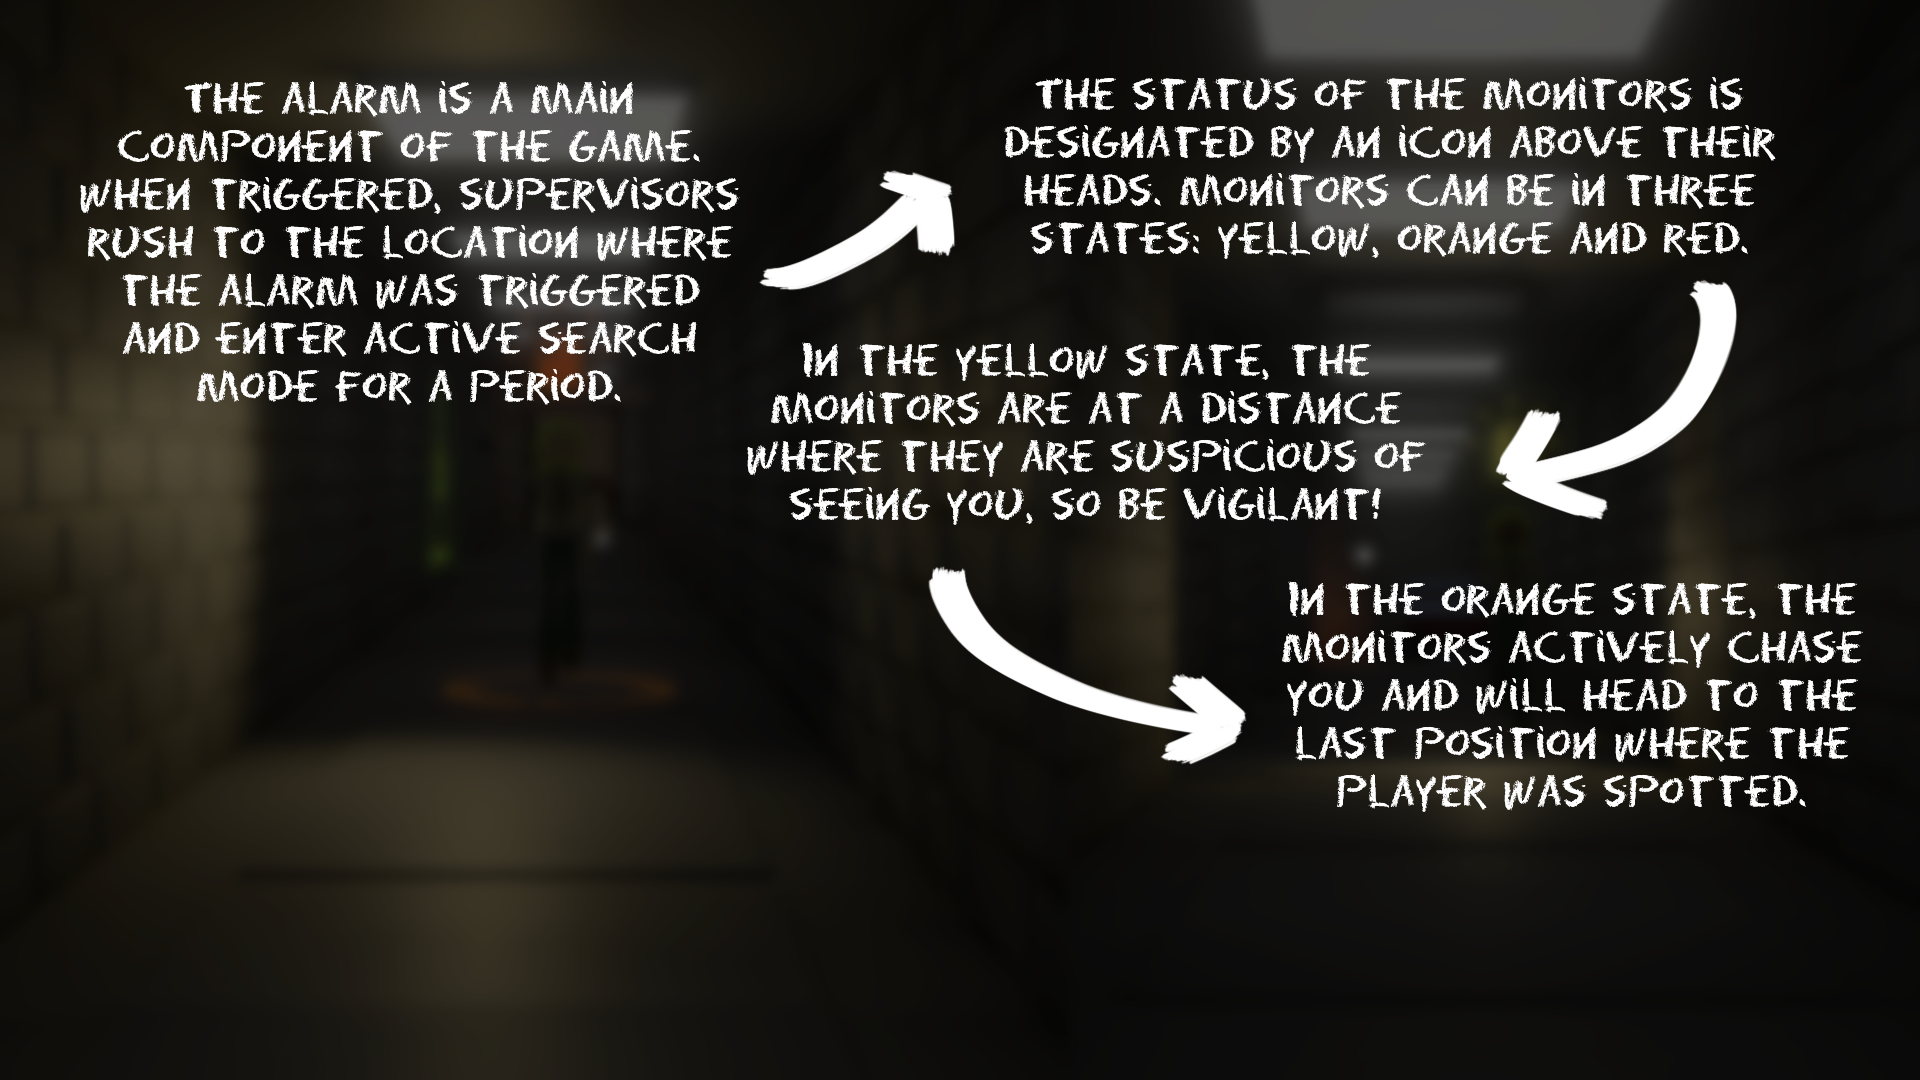 THE ALARM IS A MAIN
COMPONENT OF THE GAME.
WHEN TRIGGERED, SUPERVISORS
RUSH TO THE LOCATION WHERE
THE ALARM WAS TRIGGERED
AND ENTER ACTIVE SEARCH
MODE FOR A PERIOD.
THE STATUS OF THE MONITORS IS
DESIGNATED BY AN ICON ABOVE THEIR
HEADS. MONITORS CAN BE IN THREE
STATES: YELLOW, ORANGE AND RED.
IN THE YELLOW STATE, THE
MONITORS ARE AT A DISTANCE
WHERE THEY ARE SUSPICIOUS OF
SEEING YOU, SO BE VIGILANT!
IN THE ORANGE STATE, THE
MONITORS ACTIVELY CHASE
YOU AND WILL HEAD TO THE
LAST POSITION WHERE THE
PLAYER WAS SPOTTED.